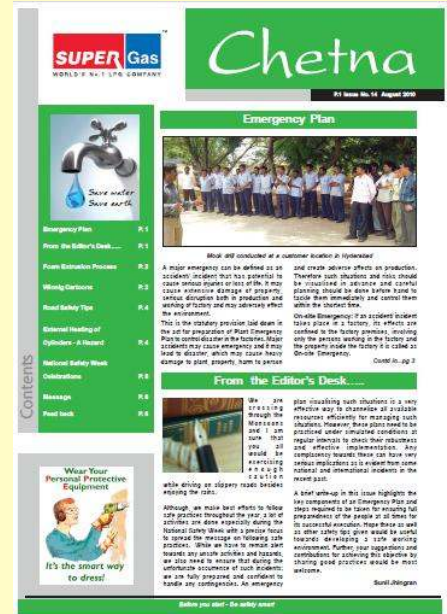 SUPER Gas
WORLD'S No.1 LPG COMPANY
TM
Chetna
P.1 Issue No. 14 August 2010
Save water
Save earth
Emergency Plan P. 1
From the Editor's Desk..... P. 1
Foam Extrusion Process P. 2
Winnig Cartoons P. 3
Road Safety Tips P. 4
External Heating of
Cylinders - A Hazard P. 4
National Safety Week
Celebrations P. 5
Message P. 6
Feed back P. 6
Contents
Wear Your
Personal Protective
Equipment
It's the smart way
to dress!
Emergency Plan
Mock drill conducted at a customer location in Hyderabad
A major emergency can be defined as an
accident/ incident that has potential to
cause serious injuries or loss of life. It may
cause extensive damage of property,
serious disruption both in production and
working of factory and may adversely effect
the environment.
This is the statutory provision laid down in
the act for preparation of Plant Emergency
Plan to control disaster in the factories. Major
accidents may cause emergency and it may
lead to disaster, which may cause heavy
damage to plant, property, harm to person
and create adverse affects on production.
Therefore such situations and risks should
be visualised in advance and careful
planning should be done before hand to
tackle them immediately and control them
within the shortest time.
On-site Emergency: If an accident/ incident
takes place in a factory, its effects are
confined to the factory premises, involving
only the persons working in the factory and
the property inside the factory it is called as
On-site Emergency.
Contd in..pg 2
From the Editor's Desk.....
We are
crossing
through the
Monsoons
and I am
sure that
you all
would be
exercising
enough
caution
while driving on slippery roads besides
enjoying the rains.
Although, we make best efforts to follow
safe practices throughout the year, a lot of
activities are done especially during the
National Safety Week with a precise focus
to spread the message on following safe
practices. While we have to remain alert
towards any unsafe activities and hazards,
we also need to ensure that during the
unfortunate occurrence of such incidents;
we are fully prepared and confident to
handle any contingencies. An emergency
plan visualising such situations is a very
effective way to channelize all available
resources efficiently for managing such
situations. However, these plans need to be
practiced under simulated conditions at
regular intervals to check their robustness
and effective implementation. Any
complacency towards these can have very
serious implications as is evident from some
national and international incidents in the
recent past.
A brief write-up in this issue highlights the
key components of an Emergency Plan and
steps required to be taken for ensuring full
preparedness of the people at all times for
its successful execution. Hope these as well
as other safety tips given would be useful
towards developing a safe working
environment. Further, your suggestions and
contributions for achieving this objective by
sharing good practices would be most
welcome.
Sunil Jhingran
Before you start - Be safety smart